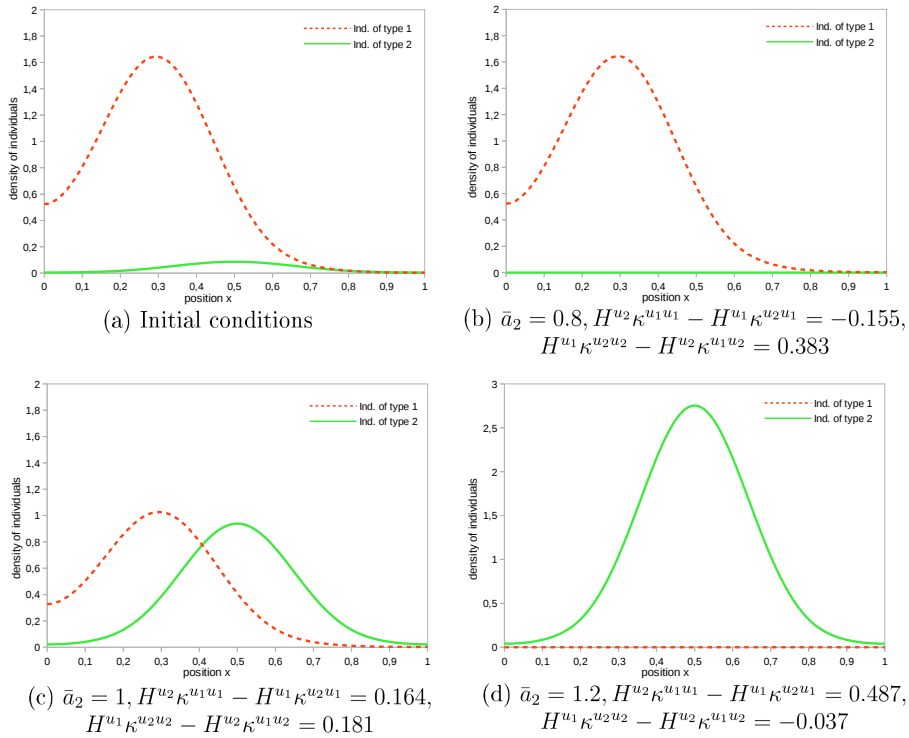 2
1,8
1,6
1,4
1,2
1
0,8
0,6
0,4
0,2
0
density of individuals
Ind. of type 1
Ind. of type 2
0 0,1 0,2 0,3 0,4 0,5 0,6 0,7 0,8 0,9 1
position x
(a) Initial conditions
2
1,8
1,6
1,4
1,2
1
0,8
0,6
0,4
0,2
0
density of individuals
Ind. of type 1
Ind. of type 2
0 0,1 0,2 0,3 0,4 0,5 0,6 0,7 0,8 0,9 1
position x
(b) ā₂ = 0.8, H^{u₂}κ^{u₁u₁} − H^{u₁}κ^{u₂u₁} = −0.155,
H^{u₁}κ^{u₂u₂} − H^{u₂}κ^{u₁u₂} = 0.383
2
1,8
1,6
1,4
1,2
1
0,8
0,6
0,4
0,2
0
density of individuals
Ind. of type 1
Ind. of type 2
0 0,1 0,2 0,3 0,4 0,5 0,6 0,7 0,8 0,9 1
position x
(c) ā₂ = 1, H^{u₂}κ^{u₁u₁} − H^{u₁}κ^{u₂u₁} = 0.164,
H^{u₁}κ^{u₂u₂} − H^{u₂}κ^{u₁u₂} = 0.181
3
2,5
2
1,5
1
0,5
0
density of individuals
Ind. of type 1
Ind. of type 2
0 0,1 0,2 0,3 0,4 0,5 0,6 0,7 0,8 0,9 1
position x
(d) ā₂ = 1.2, H^{u₂}κ^{u₁u₁} − H^{u₁}κ^{u₂u₁} = 0.487,
H^{u₁}κ^{u₂u₂} − H^{u₂}κ^{u₁u₂} = −0.037